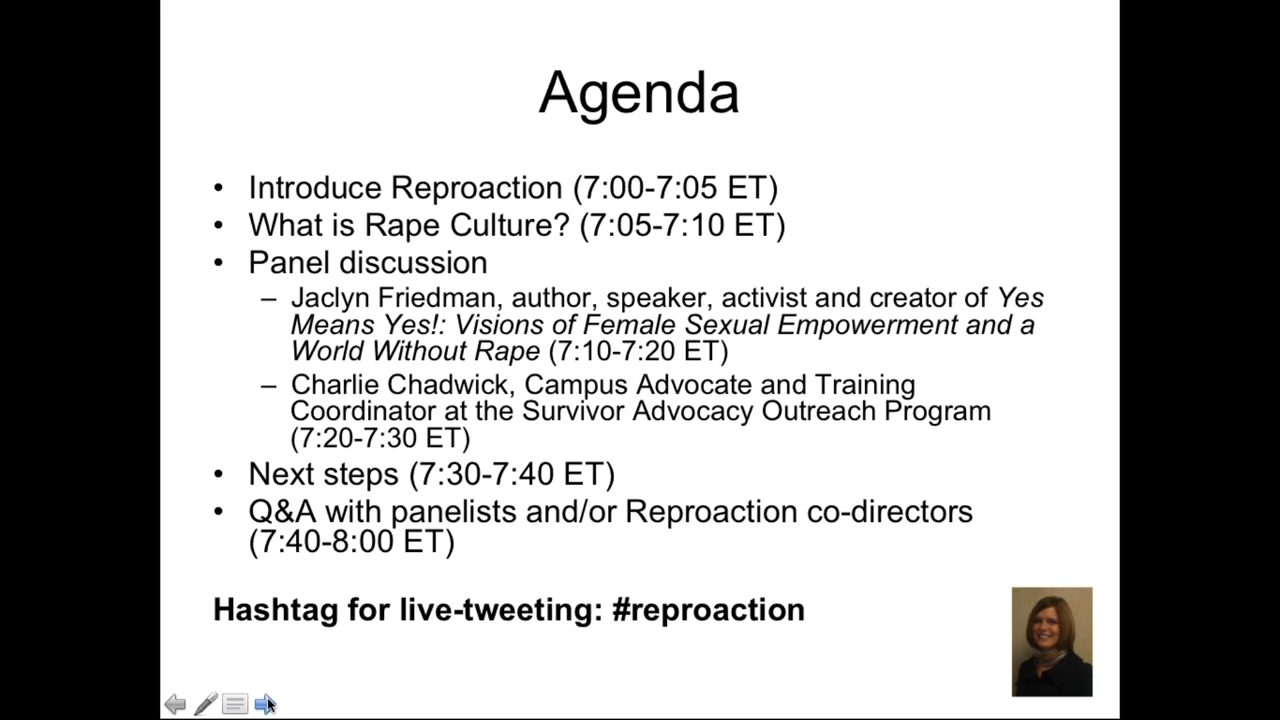 Agenda
• Introduce Reproaction (7:00-7:05 ET)
• What is Rape Culture? (7:05-7:10 ET)
• Panel discussion
– Jaclyn Friedman, author, speaker, activist and creator of Yes
Means Yes!: Visions of Female Sexual Empowerment and a
World Without Rape (7:10-7:20 ET)
– Charlie Chadwick, Campus Advocate and Training
Coordinator at the Survivor Advocacy Outreach Program
(7:20-7:30 ET)
• Next steps (7:30-7:40 ET)
• Q&A with panelists and/or Reproaction co-directors
(7:40-8:00 ET)
Hashtag for live-tweeting: #reproaction